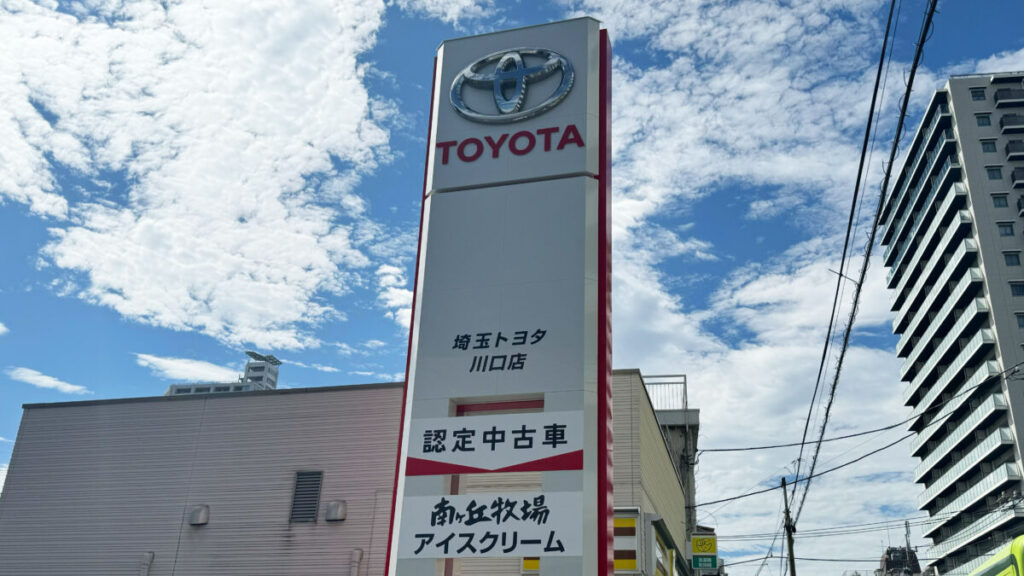 TOYOTA
埼玉トヨタ
川口店
認定中古車
南ヶ丘牧場
アイスクリーム